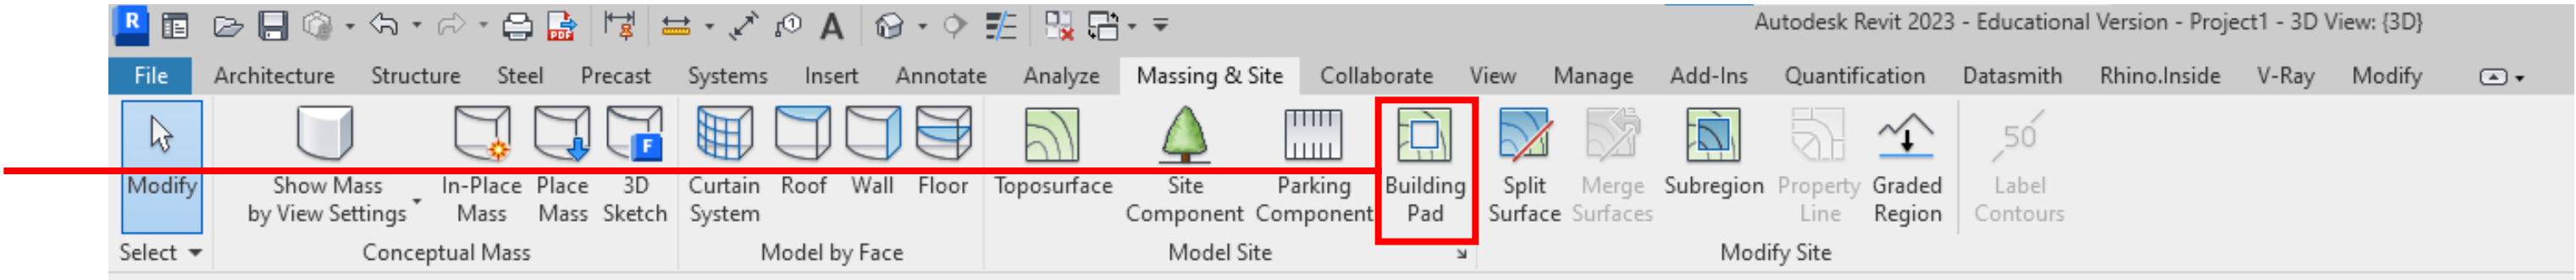 R PDF 1 A Autodesk Revit 2023 - Educational Version - Project1 - 3D View: {3D}
File Architecture Structure Steel Precast Systems Insert Annotate Analyze Massing & Site Collaborate View Manage Add-Ins Quantification Datasmith Rhino.Inside V-Ray Modify
F 50
Modify Show Mass In-Place Place 3D Curtain Roof Wall Floor Toposurface Site Parking Building Split Merge Subregion Property Graded Label
by View Settings Mass Mass Sketch System Component Component Pad Surface Surfaces Line Region Contours
Select Conceptual Mass Model by Face Model Site Modify Site